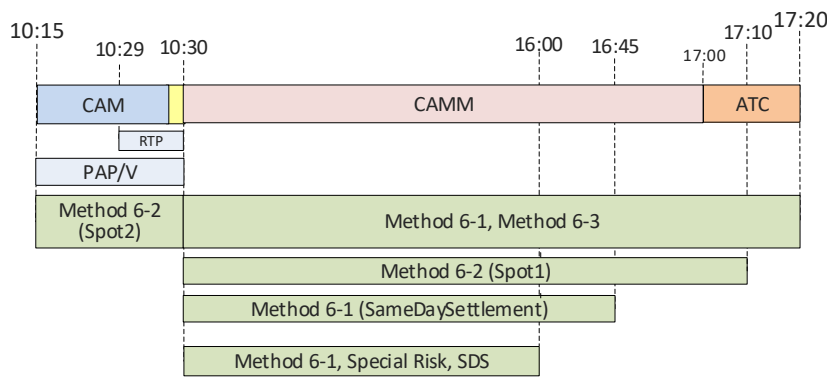 10:15
10:29
10:30
16:00
16:45
17:00
17:10
17:20
CAM
CAMM
ATC
RTP
PAP/V
Method 6-2
(Spot2)
Method 6-1, Method 6-3
Method 6-2 (Spot1)
Method 6-1 (SameDaySettlement)
Method 6-1, Special Risk, SDS